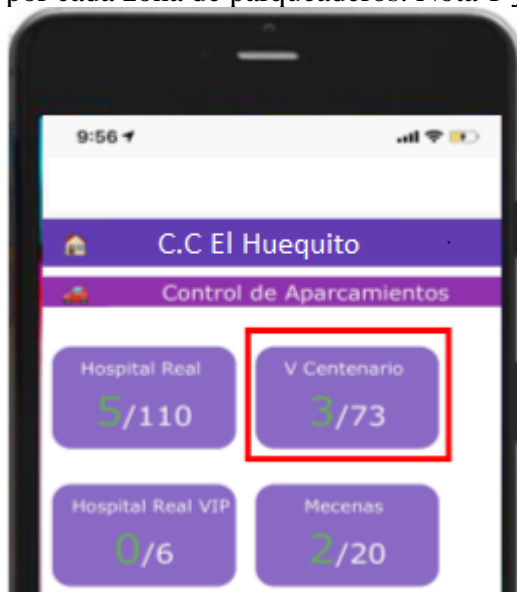 por cada zona de parqueaderos. Nota 1 y
9:56
C.C El Huequito
Control de Aparcamientos
Hospital Real
5/110
V Centenario
3/73
Hospital Real VIP
0/6
Mecenas
2/20